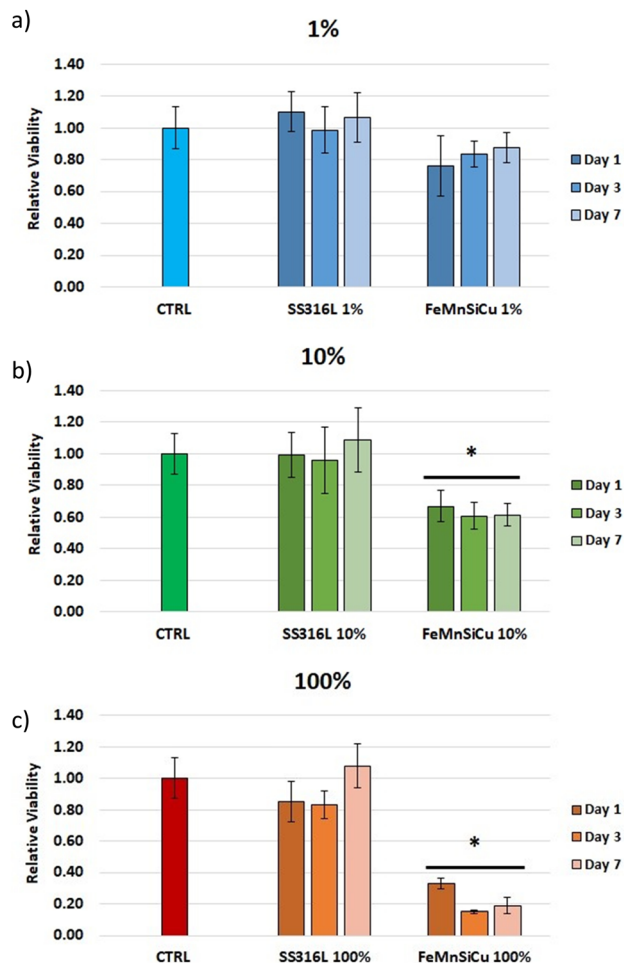 a)
1%
1.40
1.20
1.00
0.80
0.60
0.40
0.20
0.00
Relative Viability
CTRL
SS316L 1%
FeMnSiCu 1%
Day 1
Day 3
Day 7
b)
10%
1.40
1.20
1.00
0.80
0.60
0.40
0.20
0.00
Relative Viability
*
CTRL
SS316L 10%
FeMnSiCu 10%
Day 1
Day 3
Day 7
c)
100%
1.40
1.20
1.00
0.80
0.60
0.40
0.20
0.00
Relative Viability
*
CTRL
SS316L 100%
FeMnSiCu 100%
Day 1
Day 3
Day 7